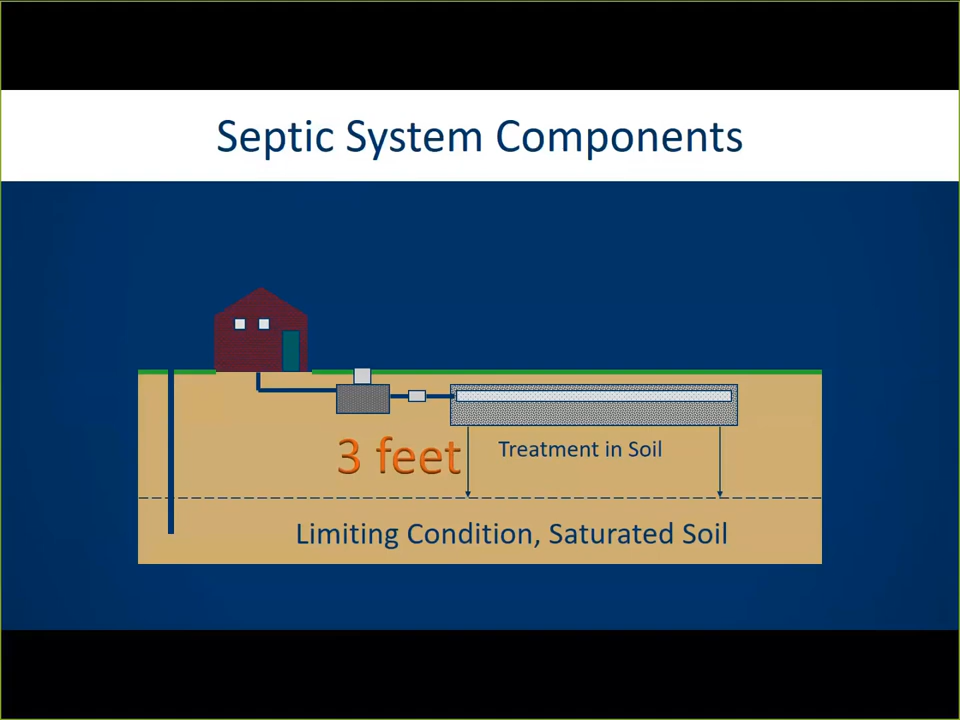 Septic System Components
3 feet
Treatment in Soil
Limiting Condition, Saturated Soil